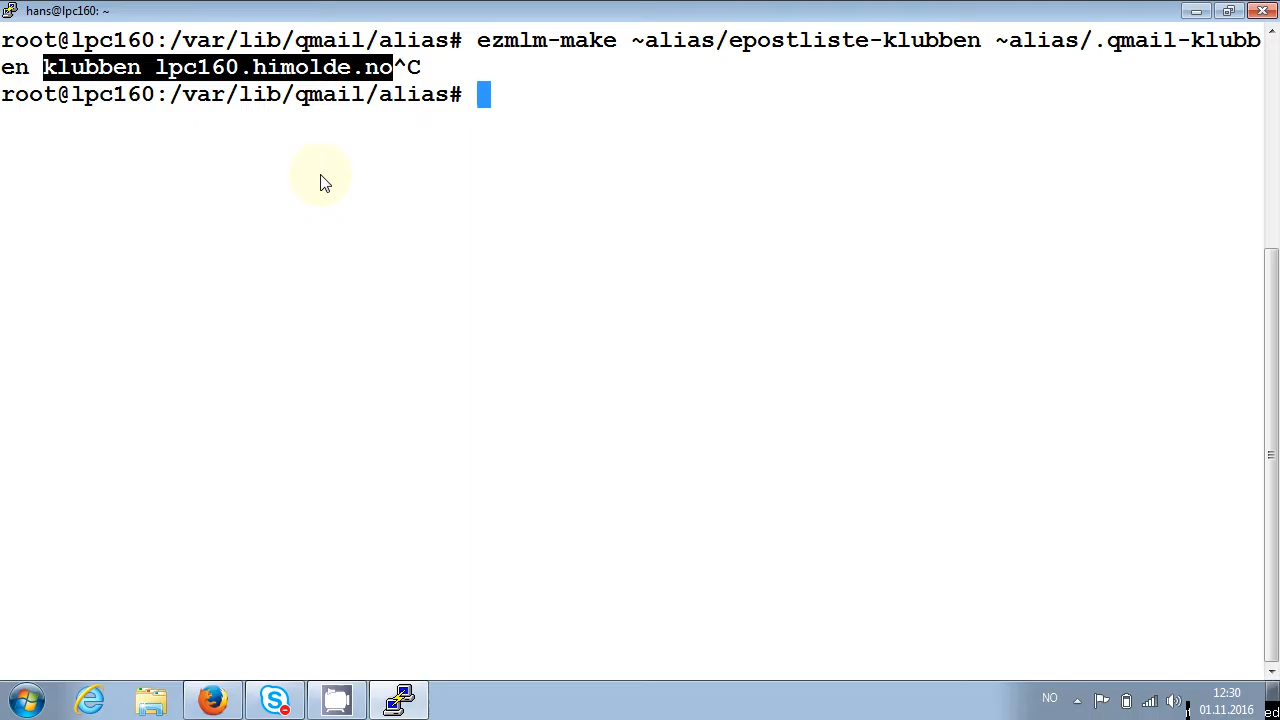 hans@lpc160: ~
root@lpc160:/var/lib/qmail/alias# ezmlm-make ~alias/epostliste-klubben ~alias/.qmail-klubb
en klubben lpc160.himolde.no^C
root@lpc160:/var/lib/qmail/alias#
NO
12:30
01.11.2016